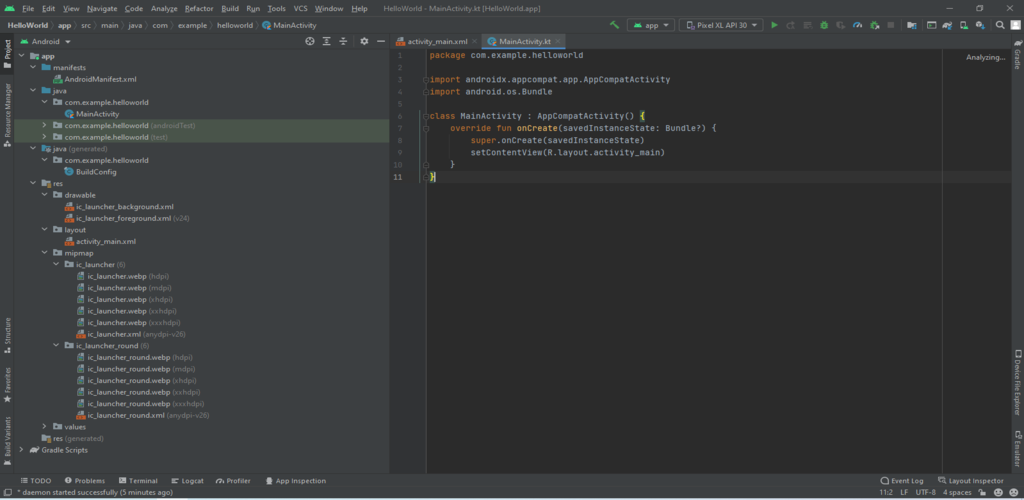 File Edit View Navigate Code Analyze Refactor Build Run Tools VCS Window Help HelloWorld - MainActivity.kt [HelloWorld.app]
HelloWorld app src main java com example helloworld MainActivity app Pixel XL API 30
Project
Resource Manager
Structure
Favorites
Build Variants
Android
app
manifests
AndroidManifest.xml
java
com.example.helloworld
MainActivity
com.example.helloworld (androidTest)
com.example.helloworld (test)
java (generated)
com.example.helloworld
BuildConfig
res
drawable
ic_launcher_background.xml
ic_launcher_foreground.xml (v24)
layout
activity_main.xml
mipmap
ic_launcher (6)
ic_launcher.webp (hdpi)
ic_launcher.webp (mdpi)
ic_launcher.webp (xhdpi)
ic_launcher.webp (xxhdpi)
ic_launcher.webp (xxxhdpi)
ic_launcher.xml (anydpi-v26)
ic_launcher_round (6)
ic_launcher_round.webp (hdpi)
ic_launcher_round.webp (mdpi)
ic_launcher_round.webp (xhdpi)
ic_launcher_round.webp (xxhdpi)
ic_launcher_round.webp (xxxhdpi)
ic_launcher_round.xml (anydpi-v26)
values
res (generated)
Gradle Scripts
activity_main.xml MainActivity.kt
Analyzing...
1 package com.example.helloworld
2
3 import androidx.appcompat.app.AppCompatActivity
4 import android.os.Bundle
5
6 class MainActivity : AppCompatActivity() {
7 override fun onCreate(savedInstanceState: Bundle?) {
8 super.onCreate(savedInstanceState)
9 setContentView(R.layout.activity_main)
10 }
11 }
Gradle
Device File Explorer
Emulator
TODO Problems Terminal Logcat Profiler App Inspection Event Log Layout Inspector
* daemon started successfully (5 minutes ago) 11:2 LF UTF-8 4 spaces